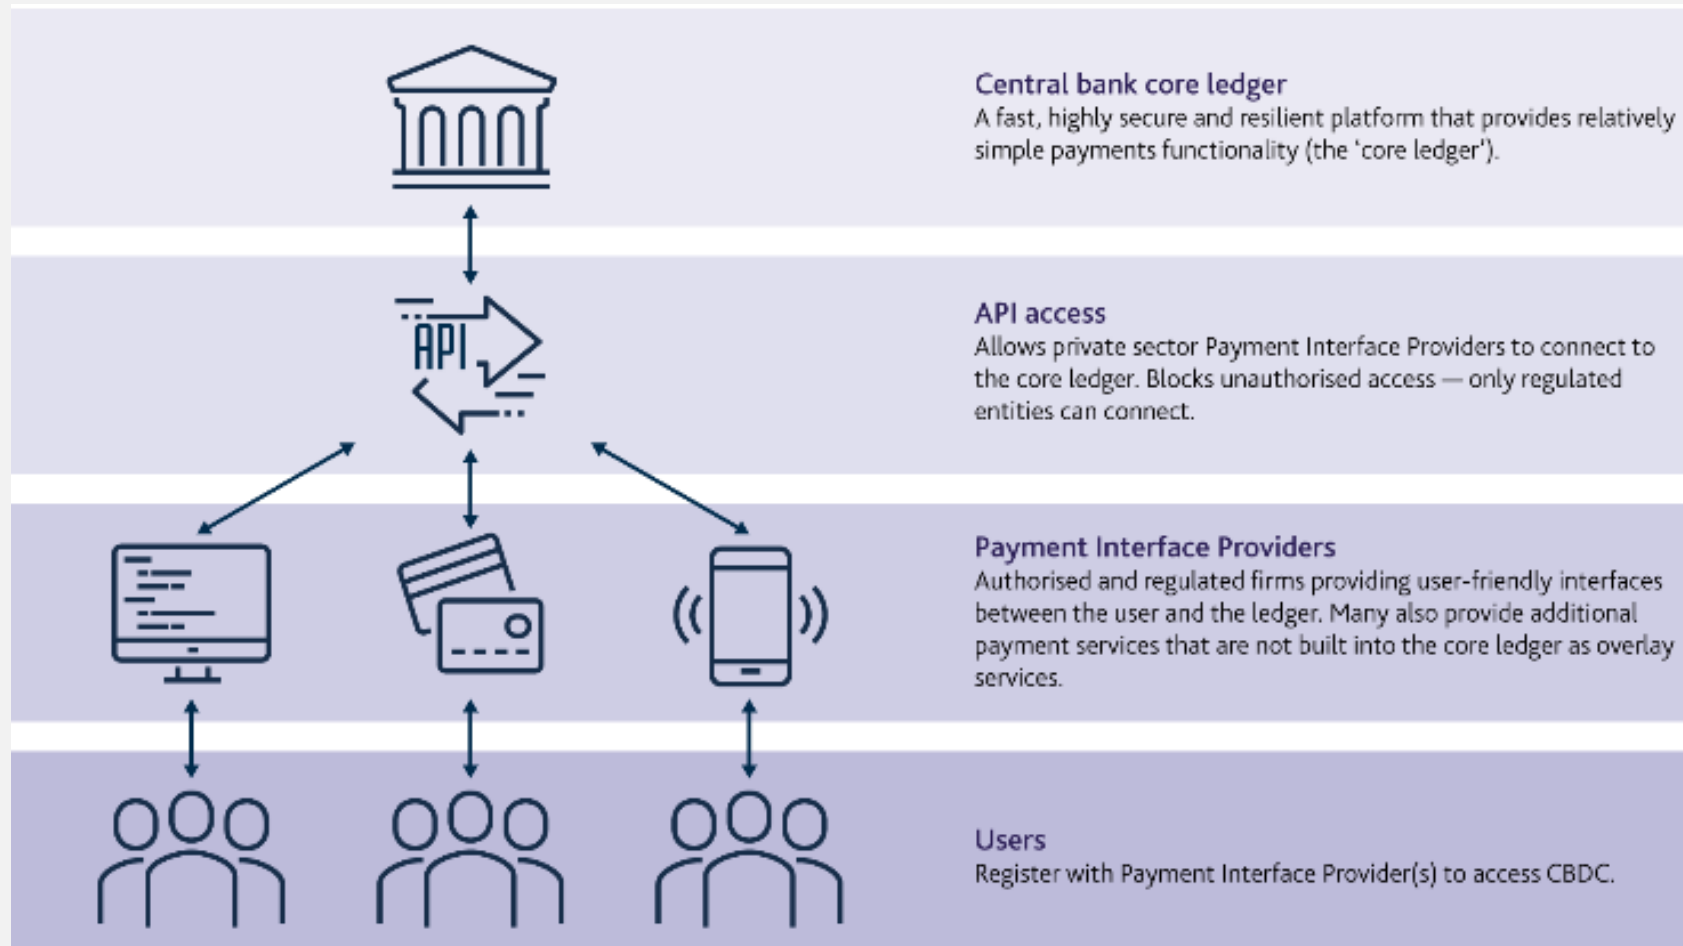 Central bank core ledger
A fast, highly secure and resilient platform that provides relatively
simple payments functionality (the ‘core ledger’).
API
API access
Allows private sector Payment Interface Providers to connect to
the core ledger. Blocks unauthorised access — only regulated
entities can connect.
Payment Interface Providers
Authorised and regulated firms providing user-friendly interfaces
between the user and the ledger. Many also provide additional
payment services that are not built into the core ledger as overlay
services.
Users
Register with Payment Interface Provider(s) to access CBDC.